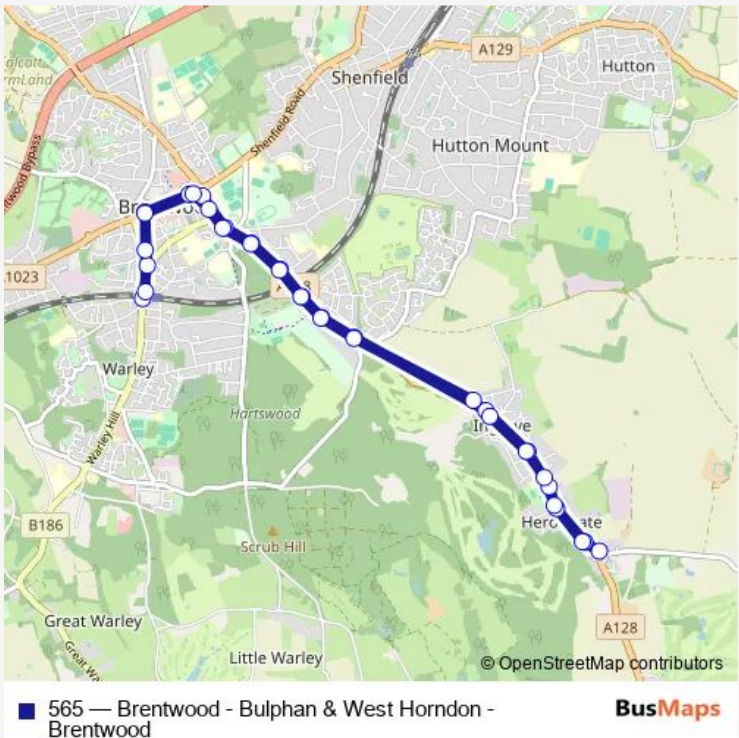 A129
Shenfield
Hutton
Shenfield Road
Hutton Mount
A1023
Warley
Hartswood
Ingrave
Warley Hill
B186
Scrub Hill
A128
Great Warley
Little Warley
© OpenStreetMap contributors
565 — Brentwood - Bulphan & West Horndon -
Brentwood
BusMaps